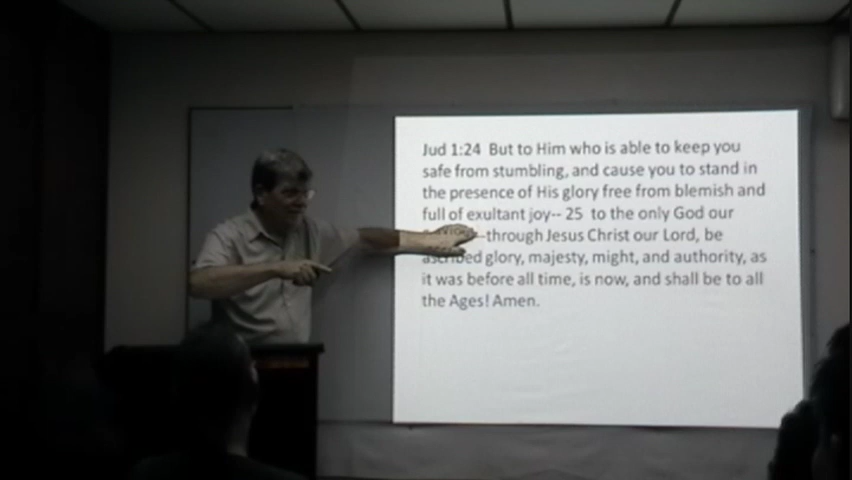 Jud 1:24 But to Him who is able to keep you
safe from stumbling, and cause you to stand in
the presence of His glory free from blemish and
full of exultant joy-- 25 to the only God our
--through Jesus Christ our Lord, be
ascribed glory, majesty, might, and authority, as
it was before all time, is now, and shall be to all
the Ages! Amen.